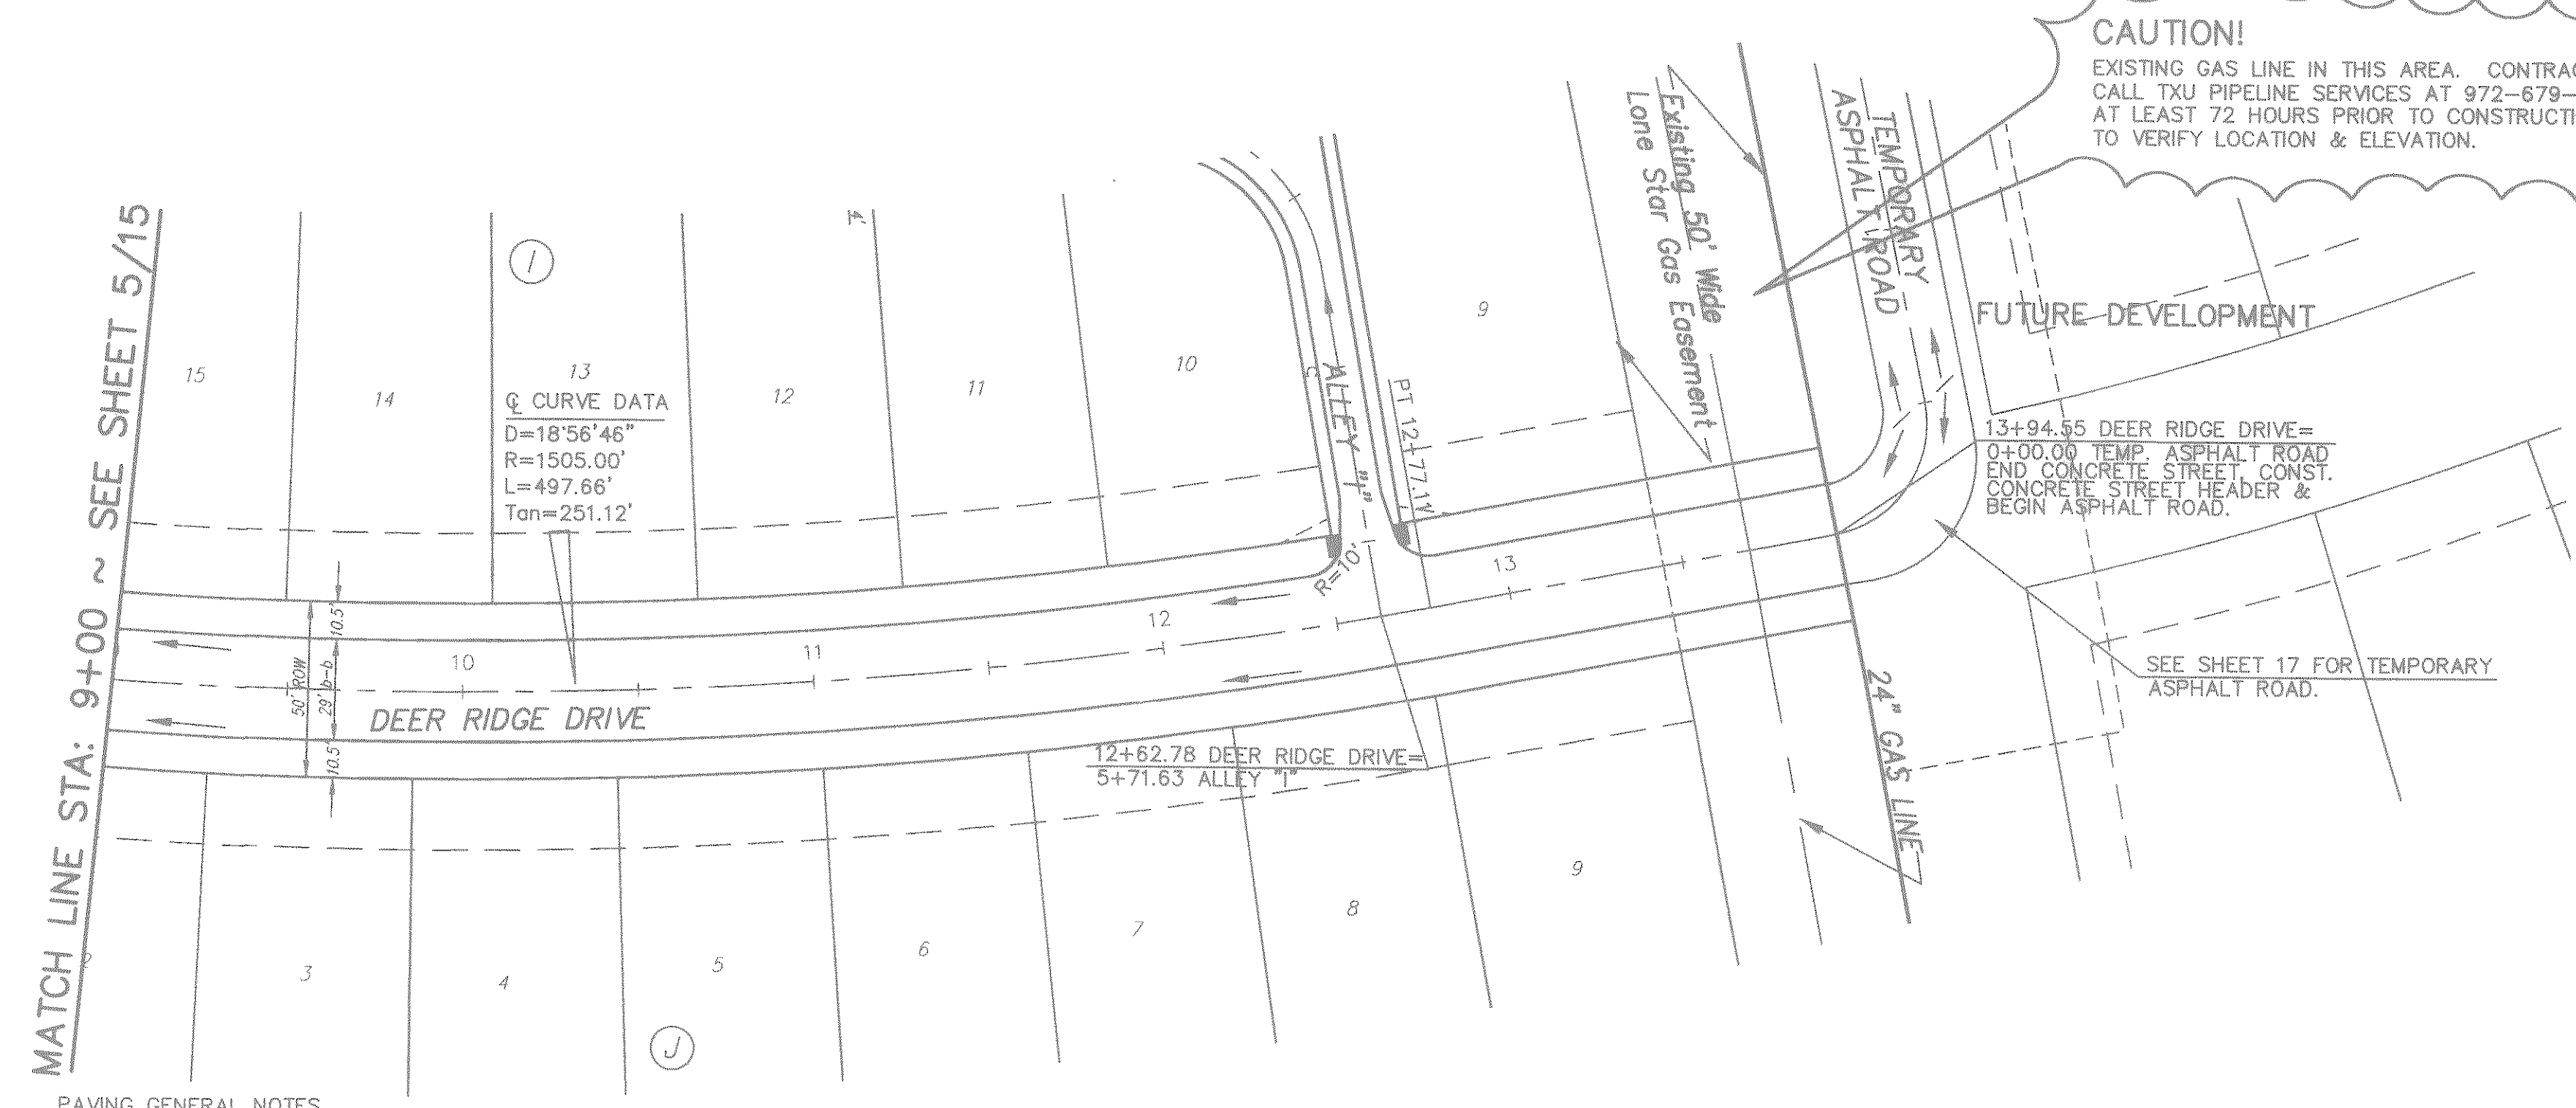 CAUTION!
EXISTING GAS LINE IN THIS AREA. CONTRAC
CALL TXU PIPELINE SERVICES AT 972-679-
AT LEAST 72 HOURS PRIOR TO CONSTRUCTI
TO VERIFY LOCATION & ELEVATION.
MATCH LINE STA: 9+00 ~ SEE SHEET 5/15
I
15
14
13
12
11
10
9
℄ CURVE DATA
D=18°56'46"
R=1505.00'
L=497.66'
Tan=251.12'
ALLEY "I"
R=10'
Existing 50' Wide
Lone Star Gas Easement
TEMPORARY
ASPHALT ROAD
FUTURE DEVELOPMENT
13+94.55 DEER RIDGE DRIVE=
0+00.00 TEMP. ASPHALT ROAD
END CONCRETE STREET, CONST.
CONCRETE STREET HEADER &
BEGIN ASPHALT ROAD.
10.5'
50' ROW
29' b-b
10.5'
10
11
12
13
DEER RIDGE DRIVE
12+62.78 DEER RIDGE DRIVE=
5+71.63 ALLEY "I"
24" GAS LINE
SEE SHEET 17 FOR TEMPORARY
ASPHALT ROAD.
2
3
4
5
6
7
8
9
J
PAVING GENERAL NOTES